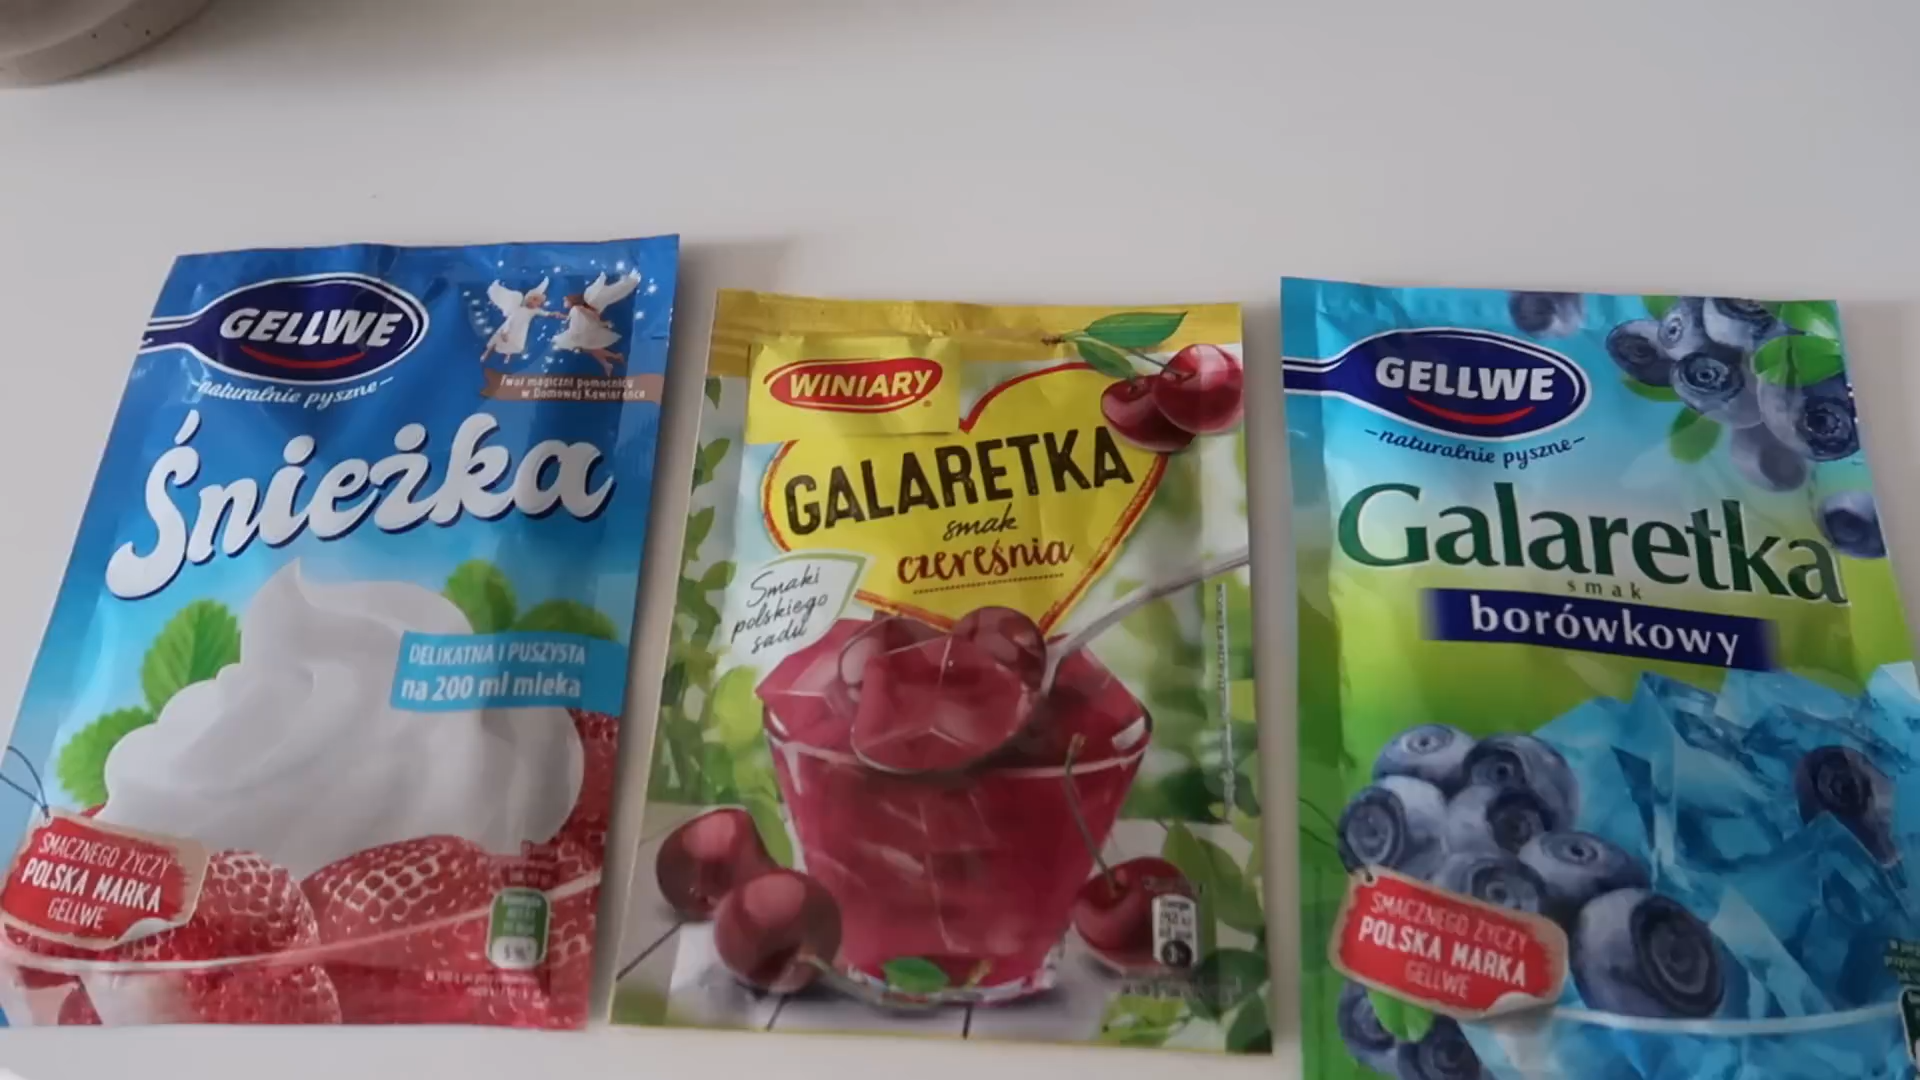 GELLWE
-naturalnie pyszne-
Twoi magiczni pomocnicy
w Domowej Kawiarence
Śnieżka
DELIKATNA I PUSZYSTA
na 200 ml mleka
SMACZNEGO ŻYCZY
POLSKA MARKA
GELLWE
WINIARY
GALARETKA
smak
czereśnia
Smaki
polskiego
sadu
GELLWE
-naturalnie pyszne-
Galaretka
smak
borówkowy
SMACZNEGO ŻYCZY
POLSKA MARKA
GELLWE